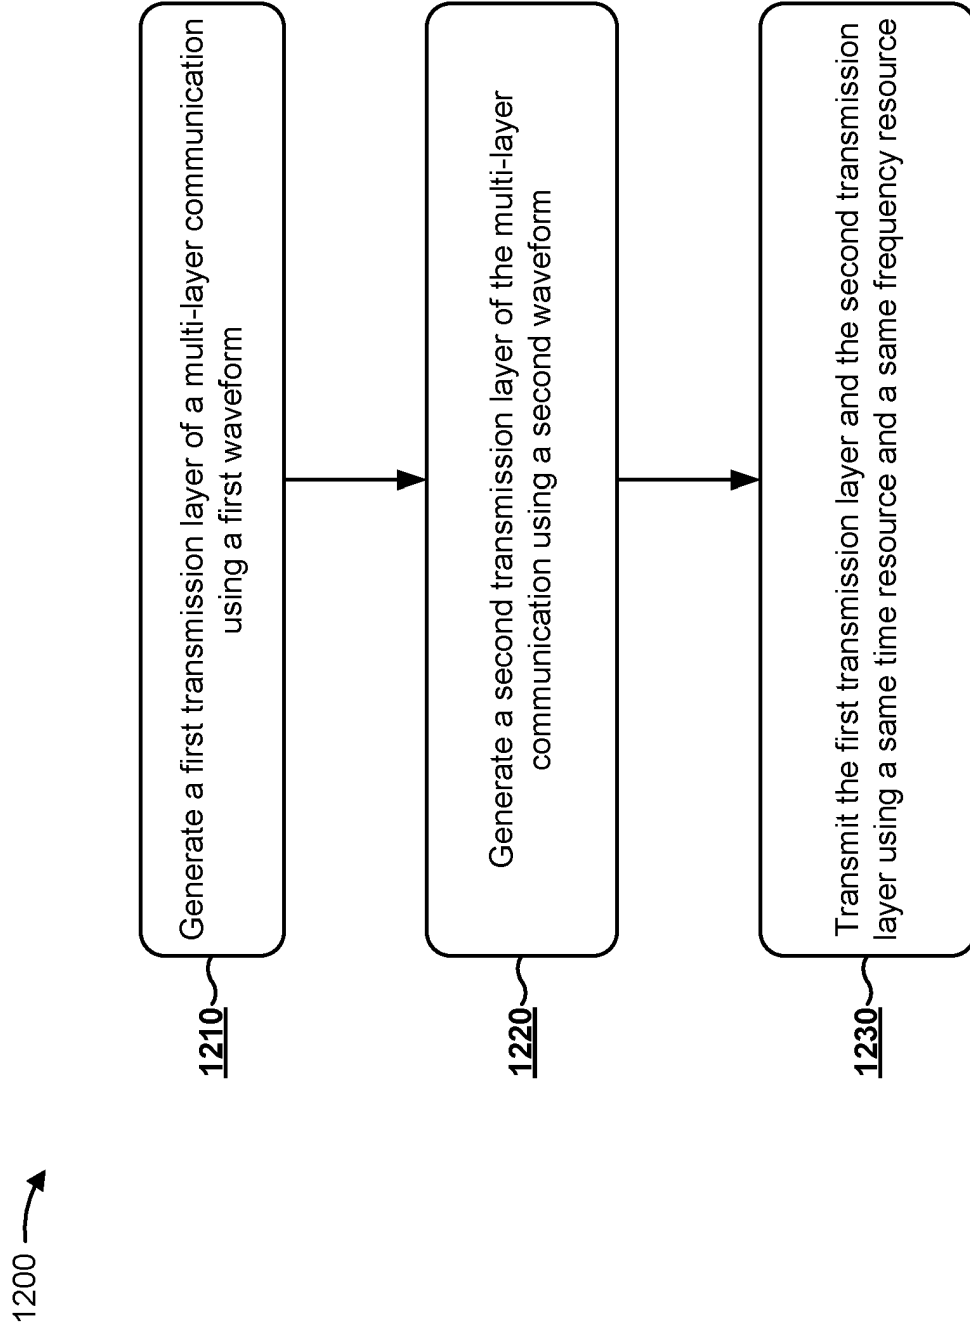 1200
1210
Generate a first transmission layer of a multi-layer communication
using a first waveform
1220
Generate a second transmission layer of the multi-layer
communication using a second waveform
1230
Transmit the first transmission layer and the second transmission
layer using a same time resource and a same frequency resource